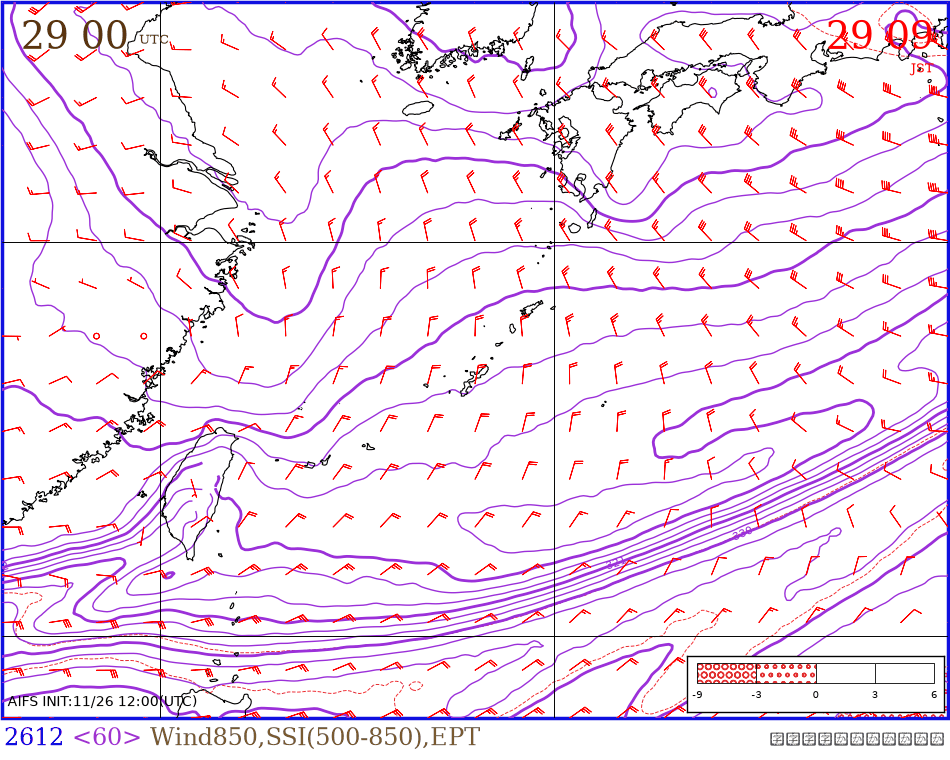 29 00 UTC
29 09
JST
330
AIFS INIT:11/26 12:00(UTC)
-9 -3 0 3 6
2612 <60> Wind850,SSI(500-850),EPT